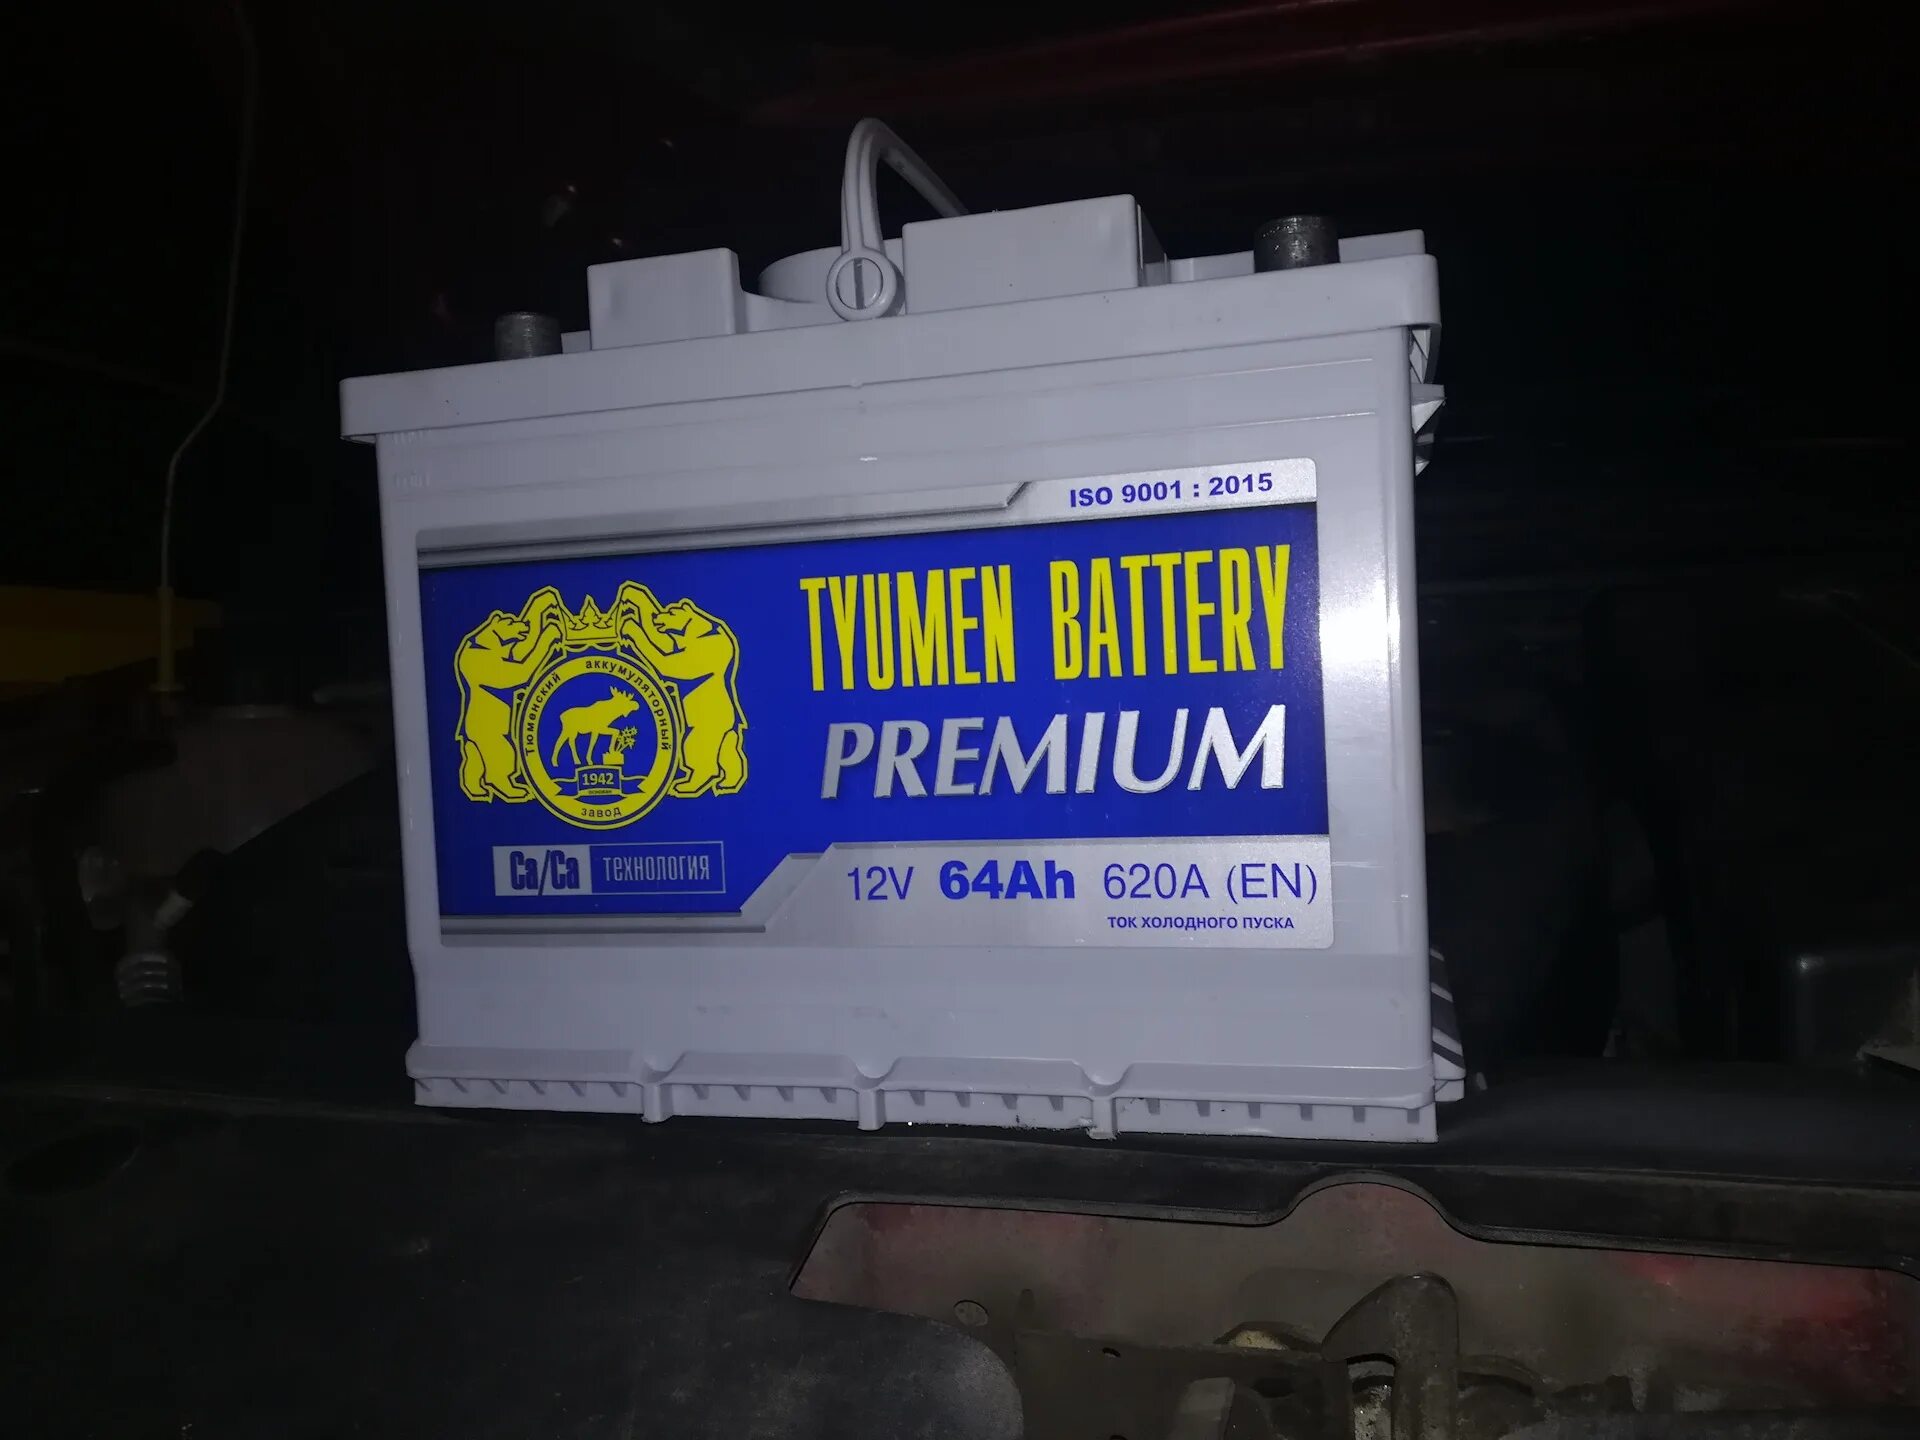 ISO 9001 : 2015
TYUMEN BATTERY
PREMIUM
Тюменский аккумуляторный
1942
основан
завод
Ca/Ca технология
12V 64Ah 620A (EN)
ТОК ХОЛОДНОГО ПУСКА